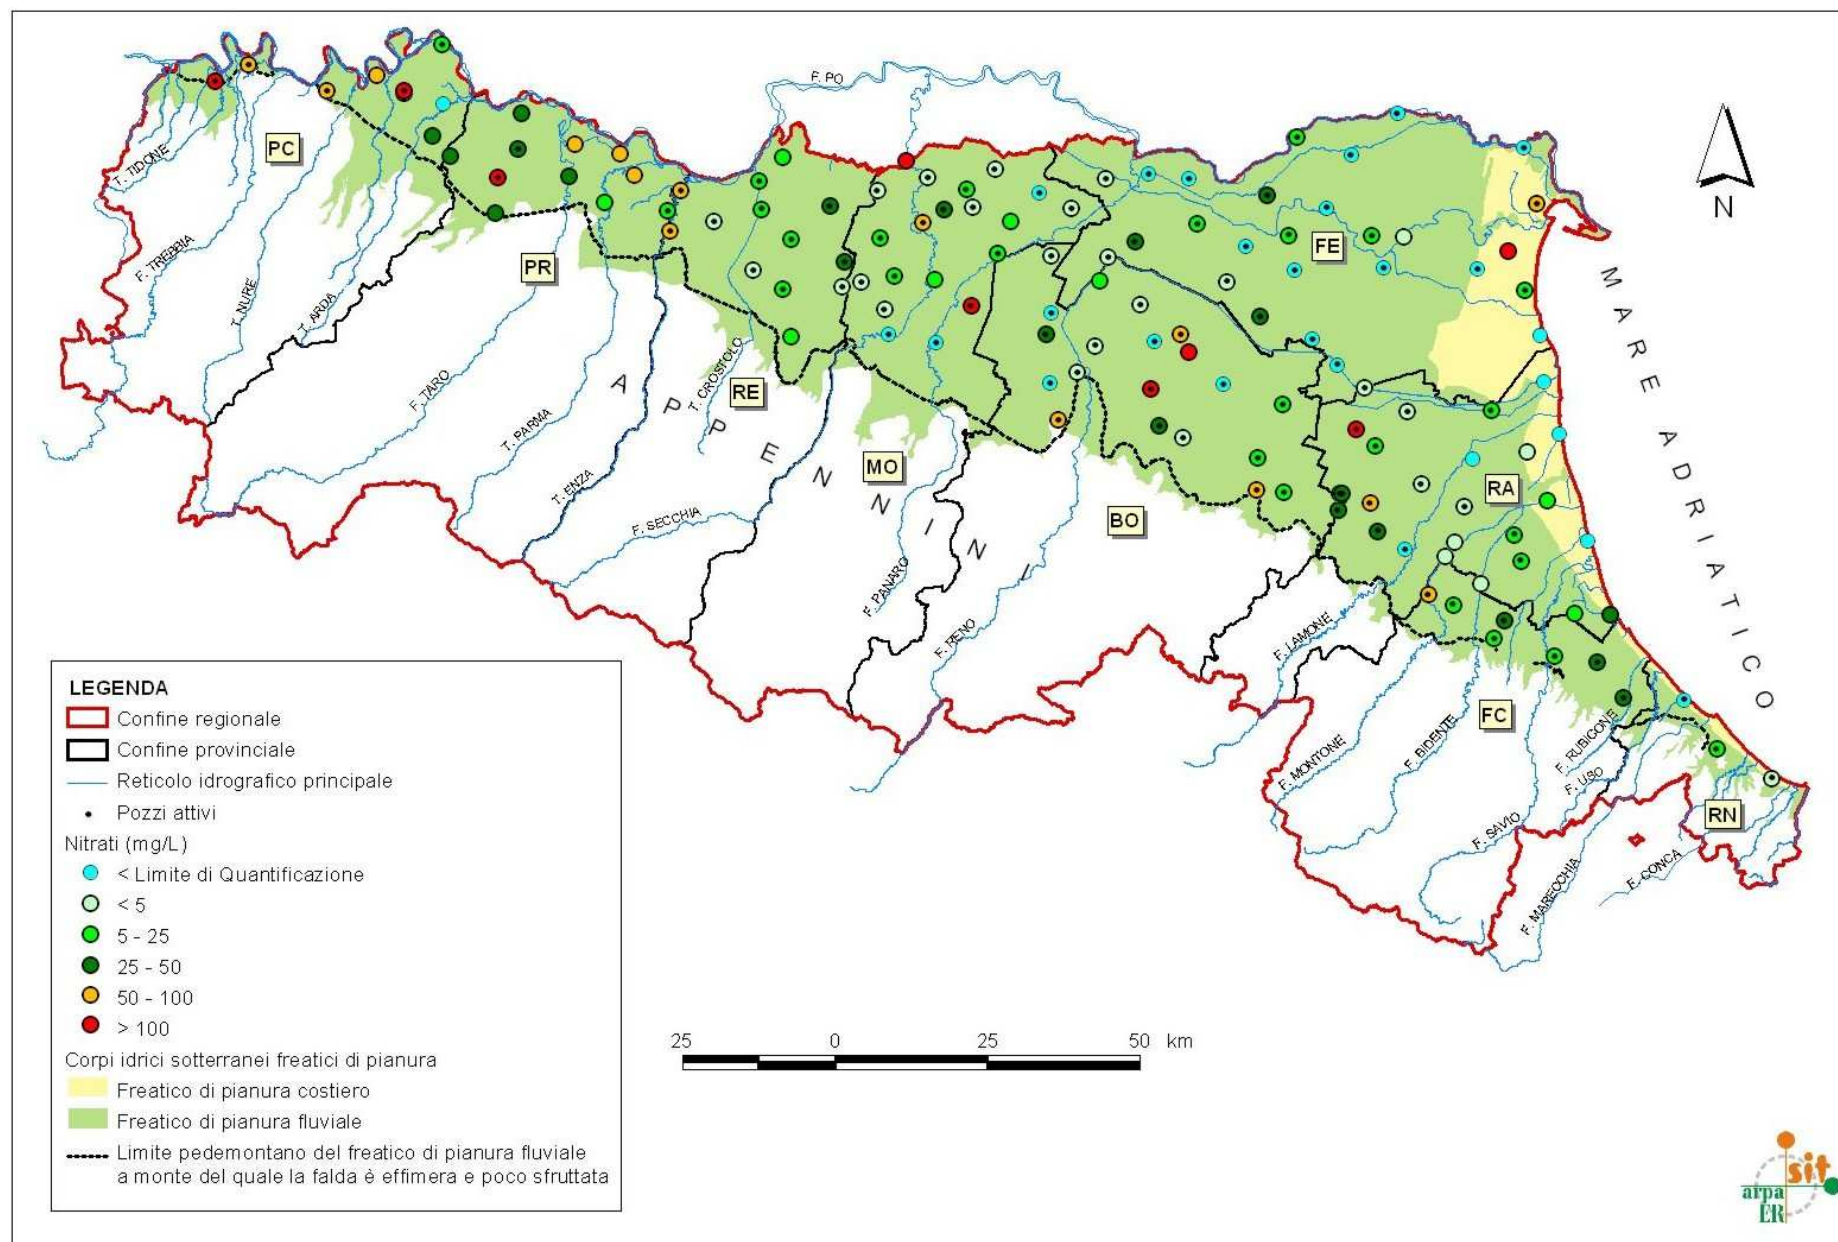 F. PO
PC
T. TIDONE
F. TREBBIA
T. NURE
T. ARDA
PR
FE
N
MARE ADRIATICO
F. TARO
T. PARMA
APPENNINI
T. CROSTOLO
RE
T. ENZA
F. SECCHIA
MO
BO
RA
F. PANARO
F. RENO
F. LAMONE
F. MONTONE
F. BIDENTE
FC
F. RUBICONE
F. USO
F. SAVIO
F. MARECCHIA
F. CONCA
RN
LEGENDA
Confine regionale
Confine provinciale
Reticolo idrografico principale
Pozzi attivi
Nitrati (mg/L)
< Limite di Quantificazione
< 5
5 - 25
25 - 50
50 - 100
> 100
Corpi idrici sotterranei freatici di pianura
Freatico di pianura costiero
Freatico di pianura fluviale
Limite pedemontano del freatico di pianura fluviale
a monte del quale la falda è effimera e poco sfruttata
25 0 25 50 km
sit
arpa
ER